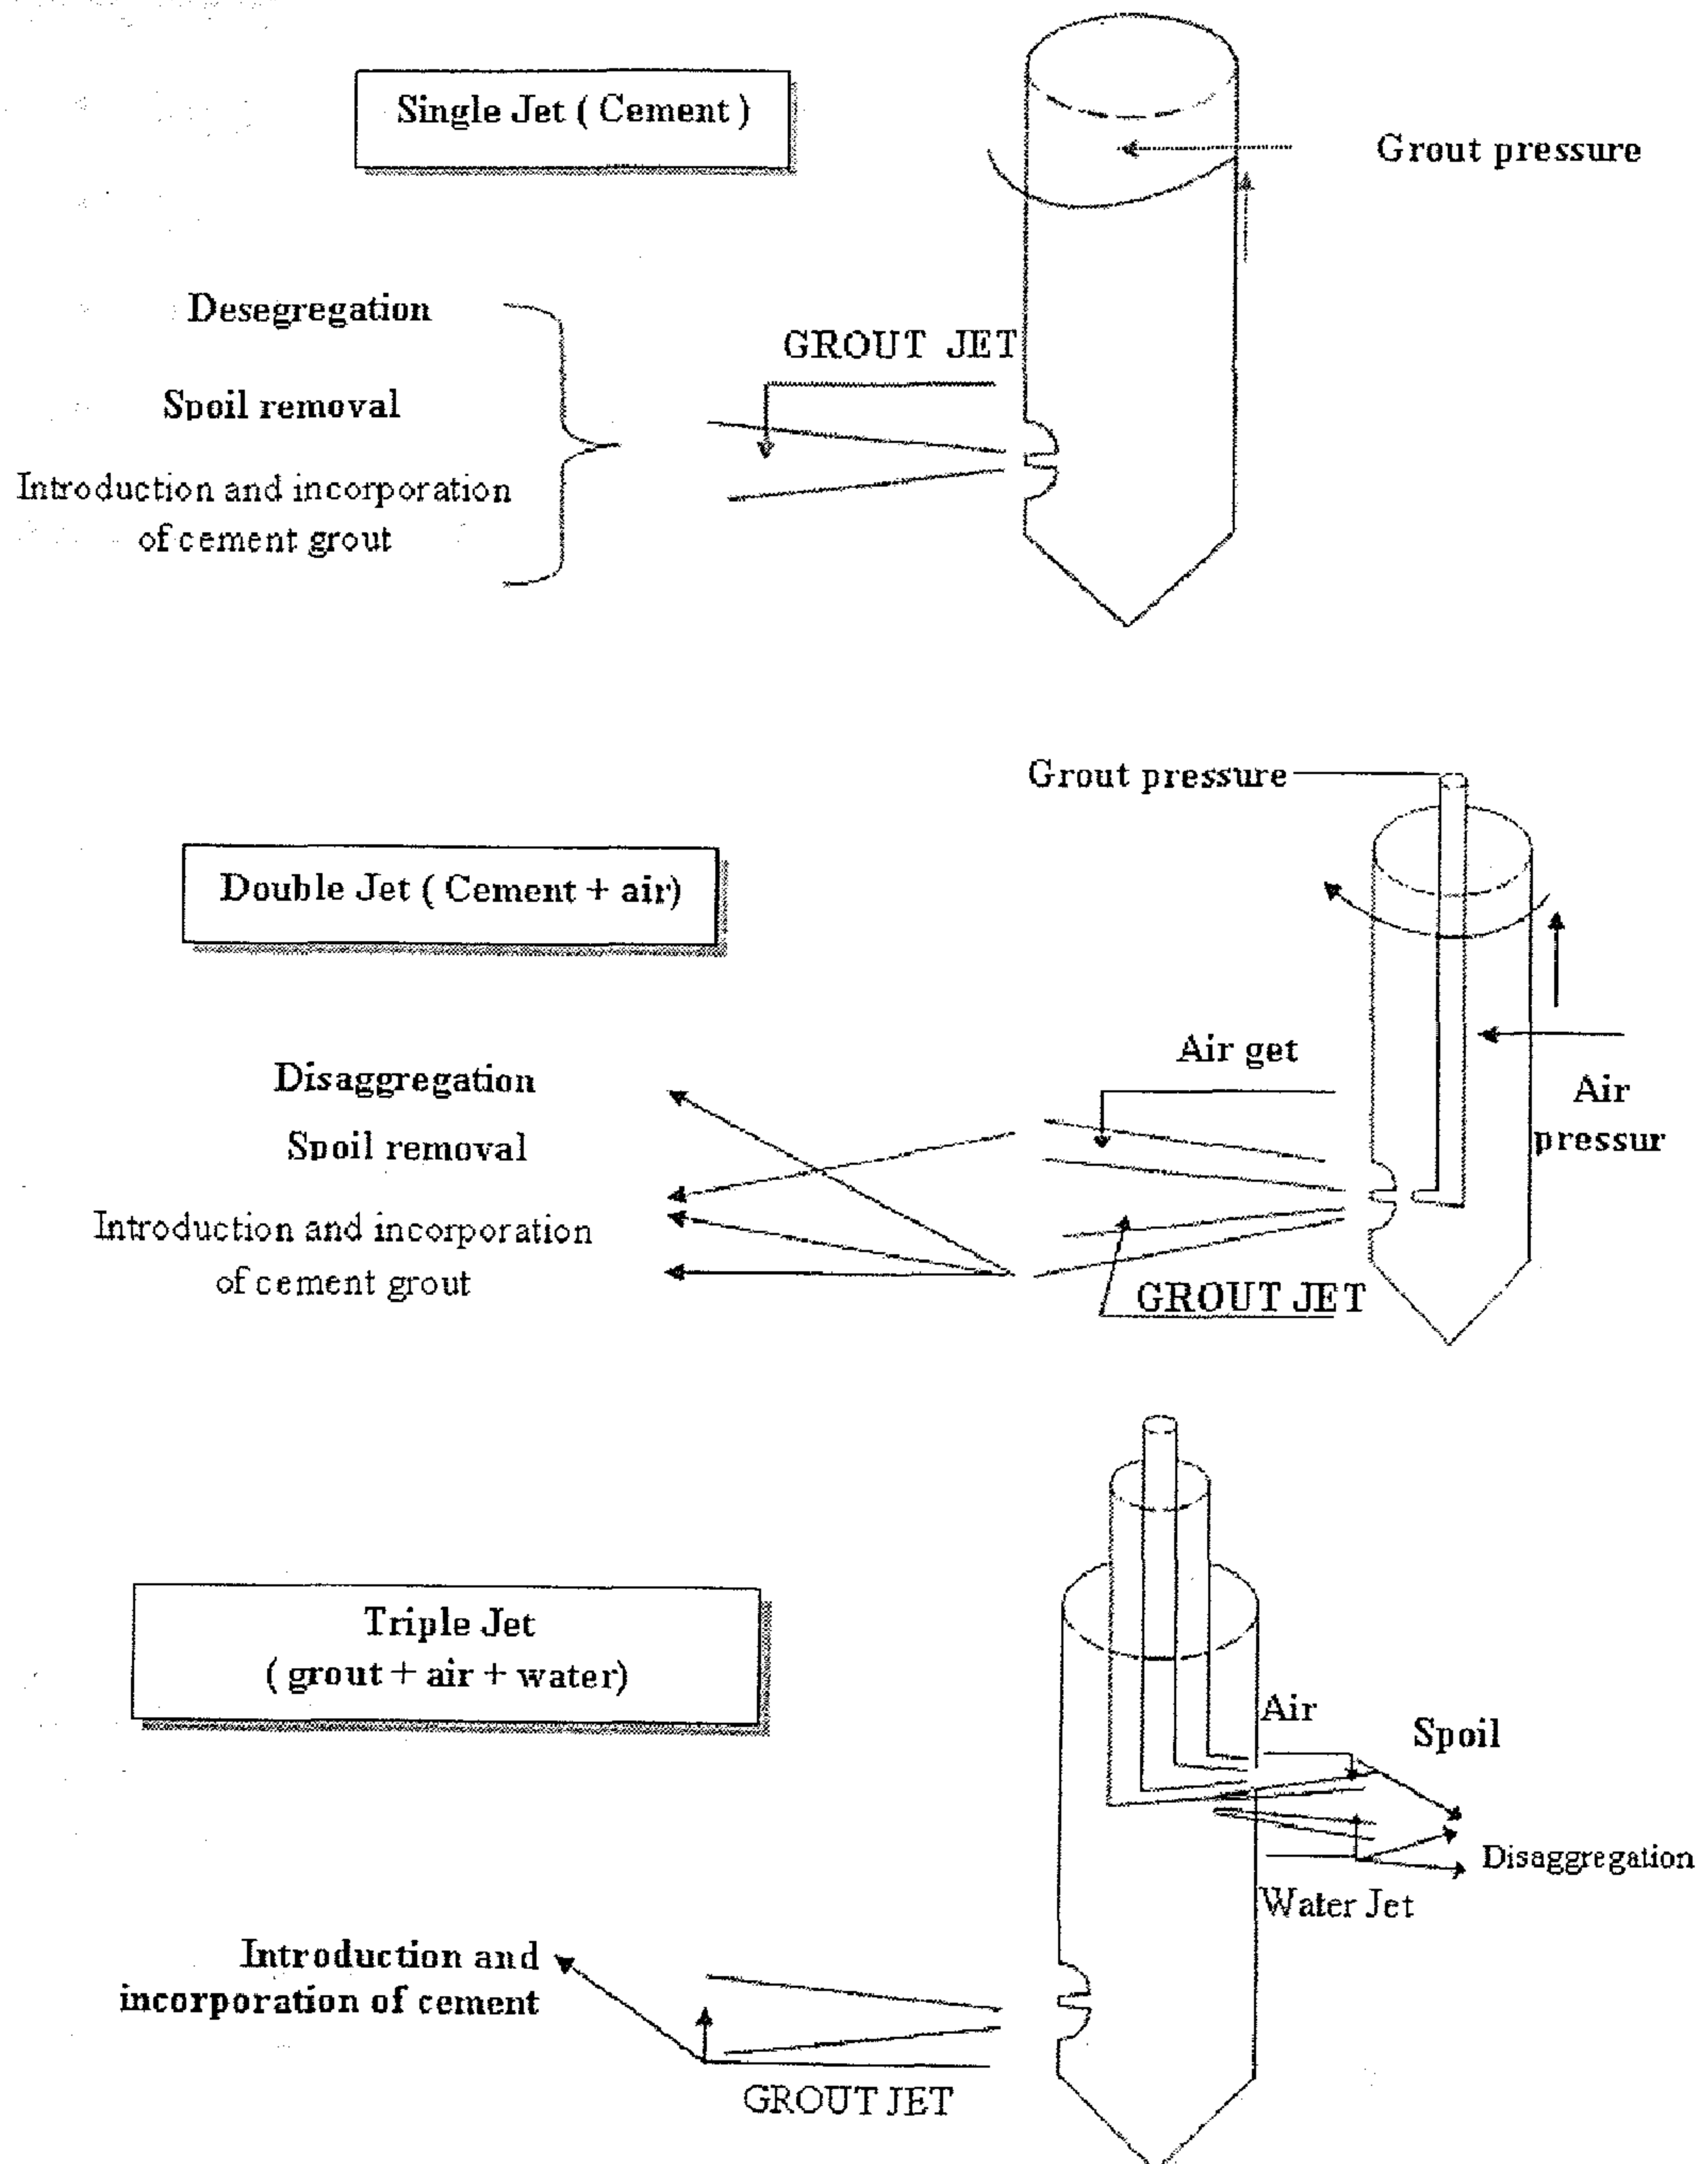 Single Jet ( Cement )
Grout pressure
Desegregation
GROUT JET
Spoil removal
Introduction and incorporation
of cement grout
Grout pressure
Double Jet ( Cement + air)
Air get
Disaggregation
Air
pressur
Spoil removal
Introduction and incorporation
of cement grout
GROUT JET
Triple Jet
( grout + air + water)
Air
Spoil
Disaggregation
Water Jet
Introduction and
incorporation of cement
GROUT JET